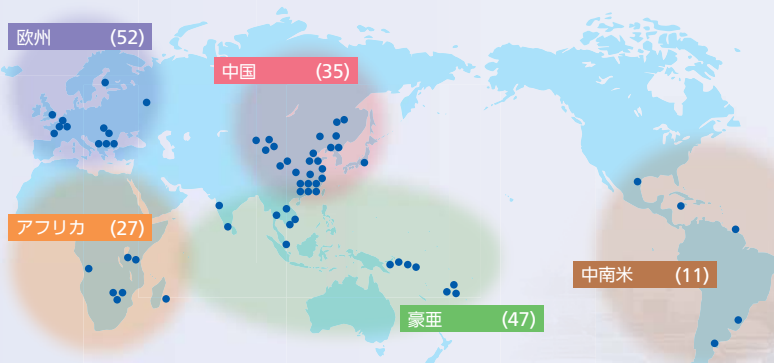 欧州 (52)
中国 (35)
アフリカ (27)
中南米 (11)
豪亜 (47)